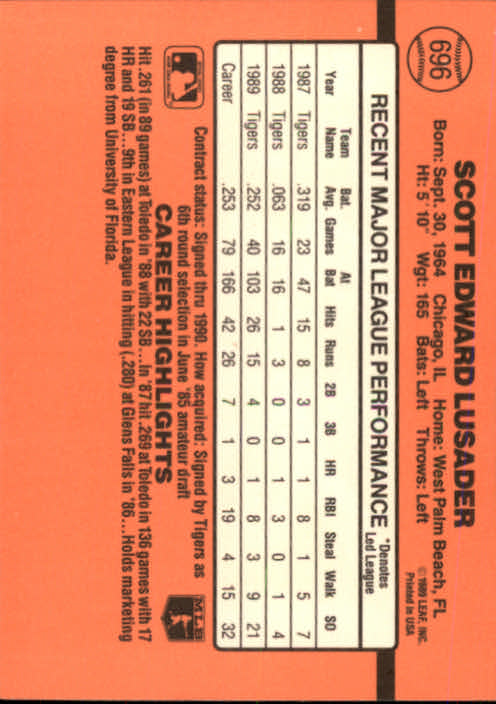 696
SCOTT EDWARD LUSADER
Born: Sept. 30, 1964 Chicago, IL Home: West Palm Beach, FL
Ht: 5' 10" Wgt: 165 Bats: Left Throws: Left
© 1989 LEAF, INC.
Printed in USA
RECENT MAJOR LEAGUE PERFORMANCE *Denotes Led League
Year Team Name Bat. Avg. Games At Bat Hits Runs 2B 3B HR RBI Steal Walk SO
1987 Tigers .319 23 47 15 8 3 1 1 8 1 5 7
1988 Tigers .063 16 16 1 3 0 0 1 3 0 1 4
1989 Tigers .252 40 103 26 15 4 0 1 8 3 9 21
Career .253 79 166 42 26 7 1 3 19 4 15 32
Contract status: Signed thru 1990. How acquired: Signed by Tigers as
6th round selection in June '85 amateur draft
MLB
CAREER HIGHLIGHTS
Hit .261 (in 89 games) at Toledo in '88 with 22 SB...In '87 hit .269 at Toledo in 136 games with 17
HR and 19 SB...9th in Eastern League in hitting (.280) at Glens Falls in '86...Holds marketing
degree from University of Florida.